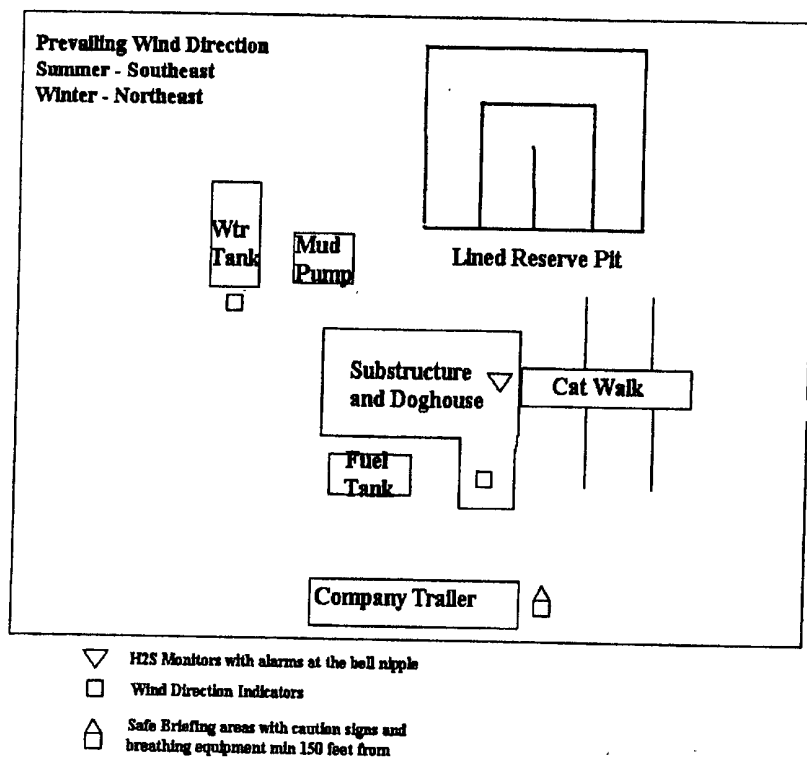 Prevailing Wind Direction
Summer - Southeast
Winter - Northeast
Wtr
Tank
Mud
Pump
Lined Reserve Pit
Substructure
and Doghouse
Cat Walk
Fuel
Tank
Company Trailer
H2S Monitors with alarms at the bell nipple
Wind Direction Indicators
Safe Briefing areas with caution signs and
breathing equipment min 150 feet from